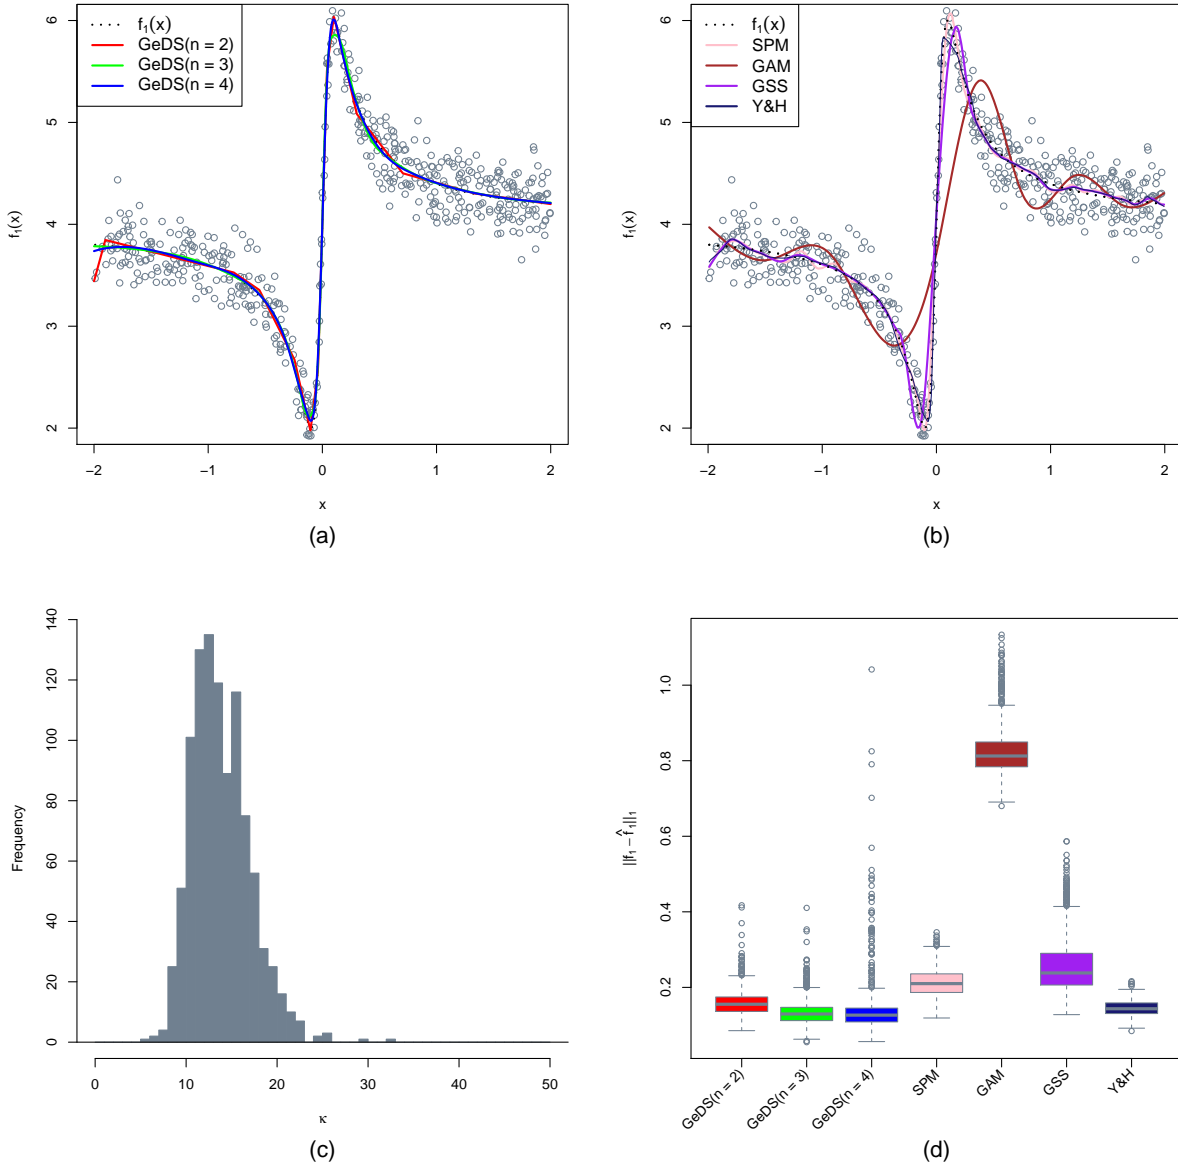 f₁(x)
GeDS(n = 2)
GeDS(n = 3)
GeDS(n = 4)
6
5
4
3
2
f₁(x)
−2
−1
0
1
2
x
(a)
f₁(x)
SPM
GAM
GSS
Y&H
6
5
4
3
2
f₁(x)
−2
−1
0
1
2
x
(b)
140
120
100
80
60
40
20
0
Frequency
0
10
20
30
40
50
κ
(c)
1.0
0.8
0.6
0.4
0.2
||f₁ − f̂₁||₁
GeDS(n = 2)
GeDS(n = 3)
GeDS(n = 4)
SPM
GAM
GSS
Y&H
(d)